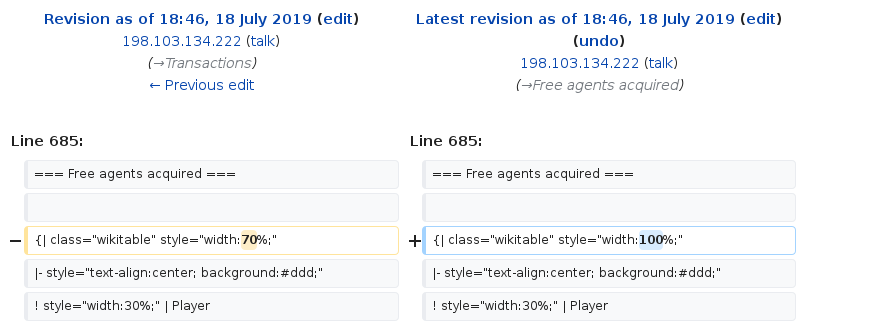 Revision as of 18:46, 18 July 2019 (edit)
198.103.134.222 (talk)
(→Transactions)
← Previous edit
Latest revision as of 18:46, 18 July 2019 (edit)
(undo)
198.103.134.222 (talk)
(→Free agents acquired)
Line 685:
=== Free agents acquired ===
− {| class="wikitable" style="width:70%;"
|- style="text-align:center; background:#ddd;"
! style="width:30%;" | Player
Line 685:
=== Free agents acquired ===
+ {| class="wikitable" style="width:100%;"
|- style="text-align:center; background:#ddd;"
! style="width:30%;" | Player